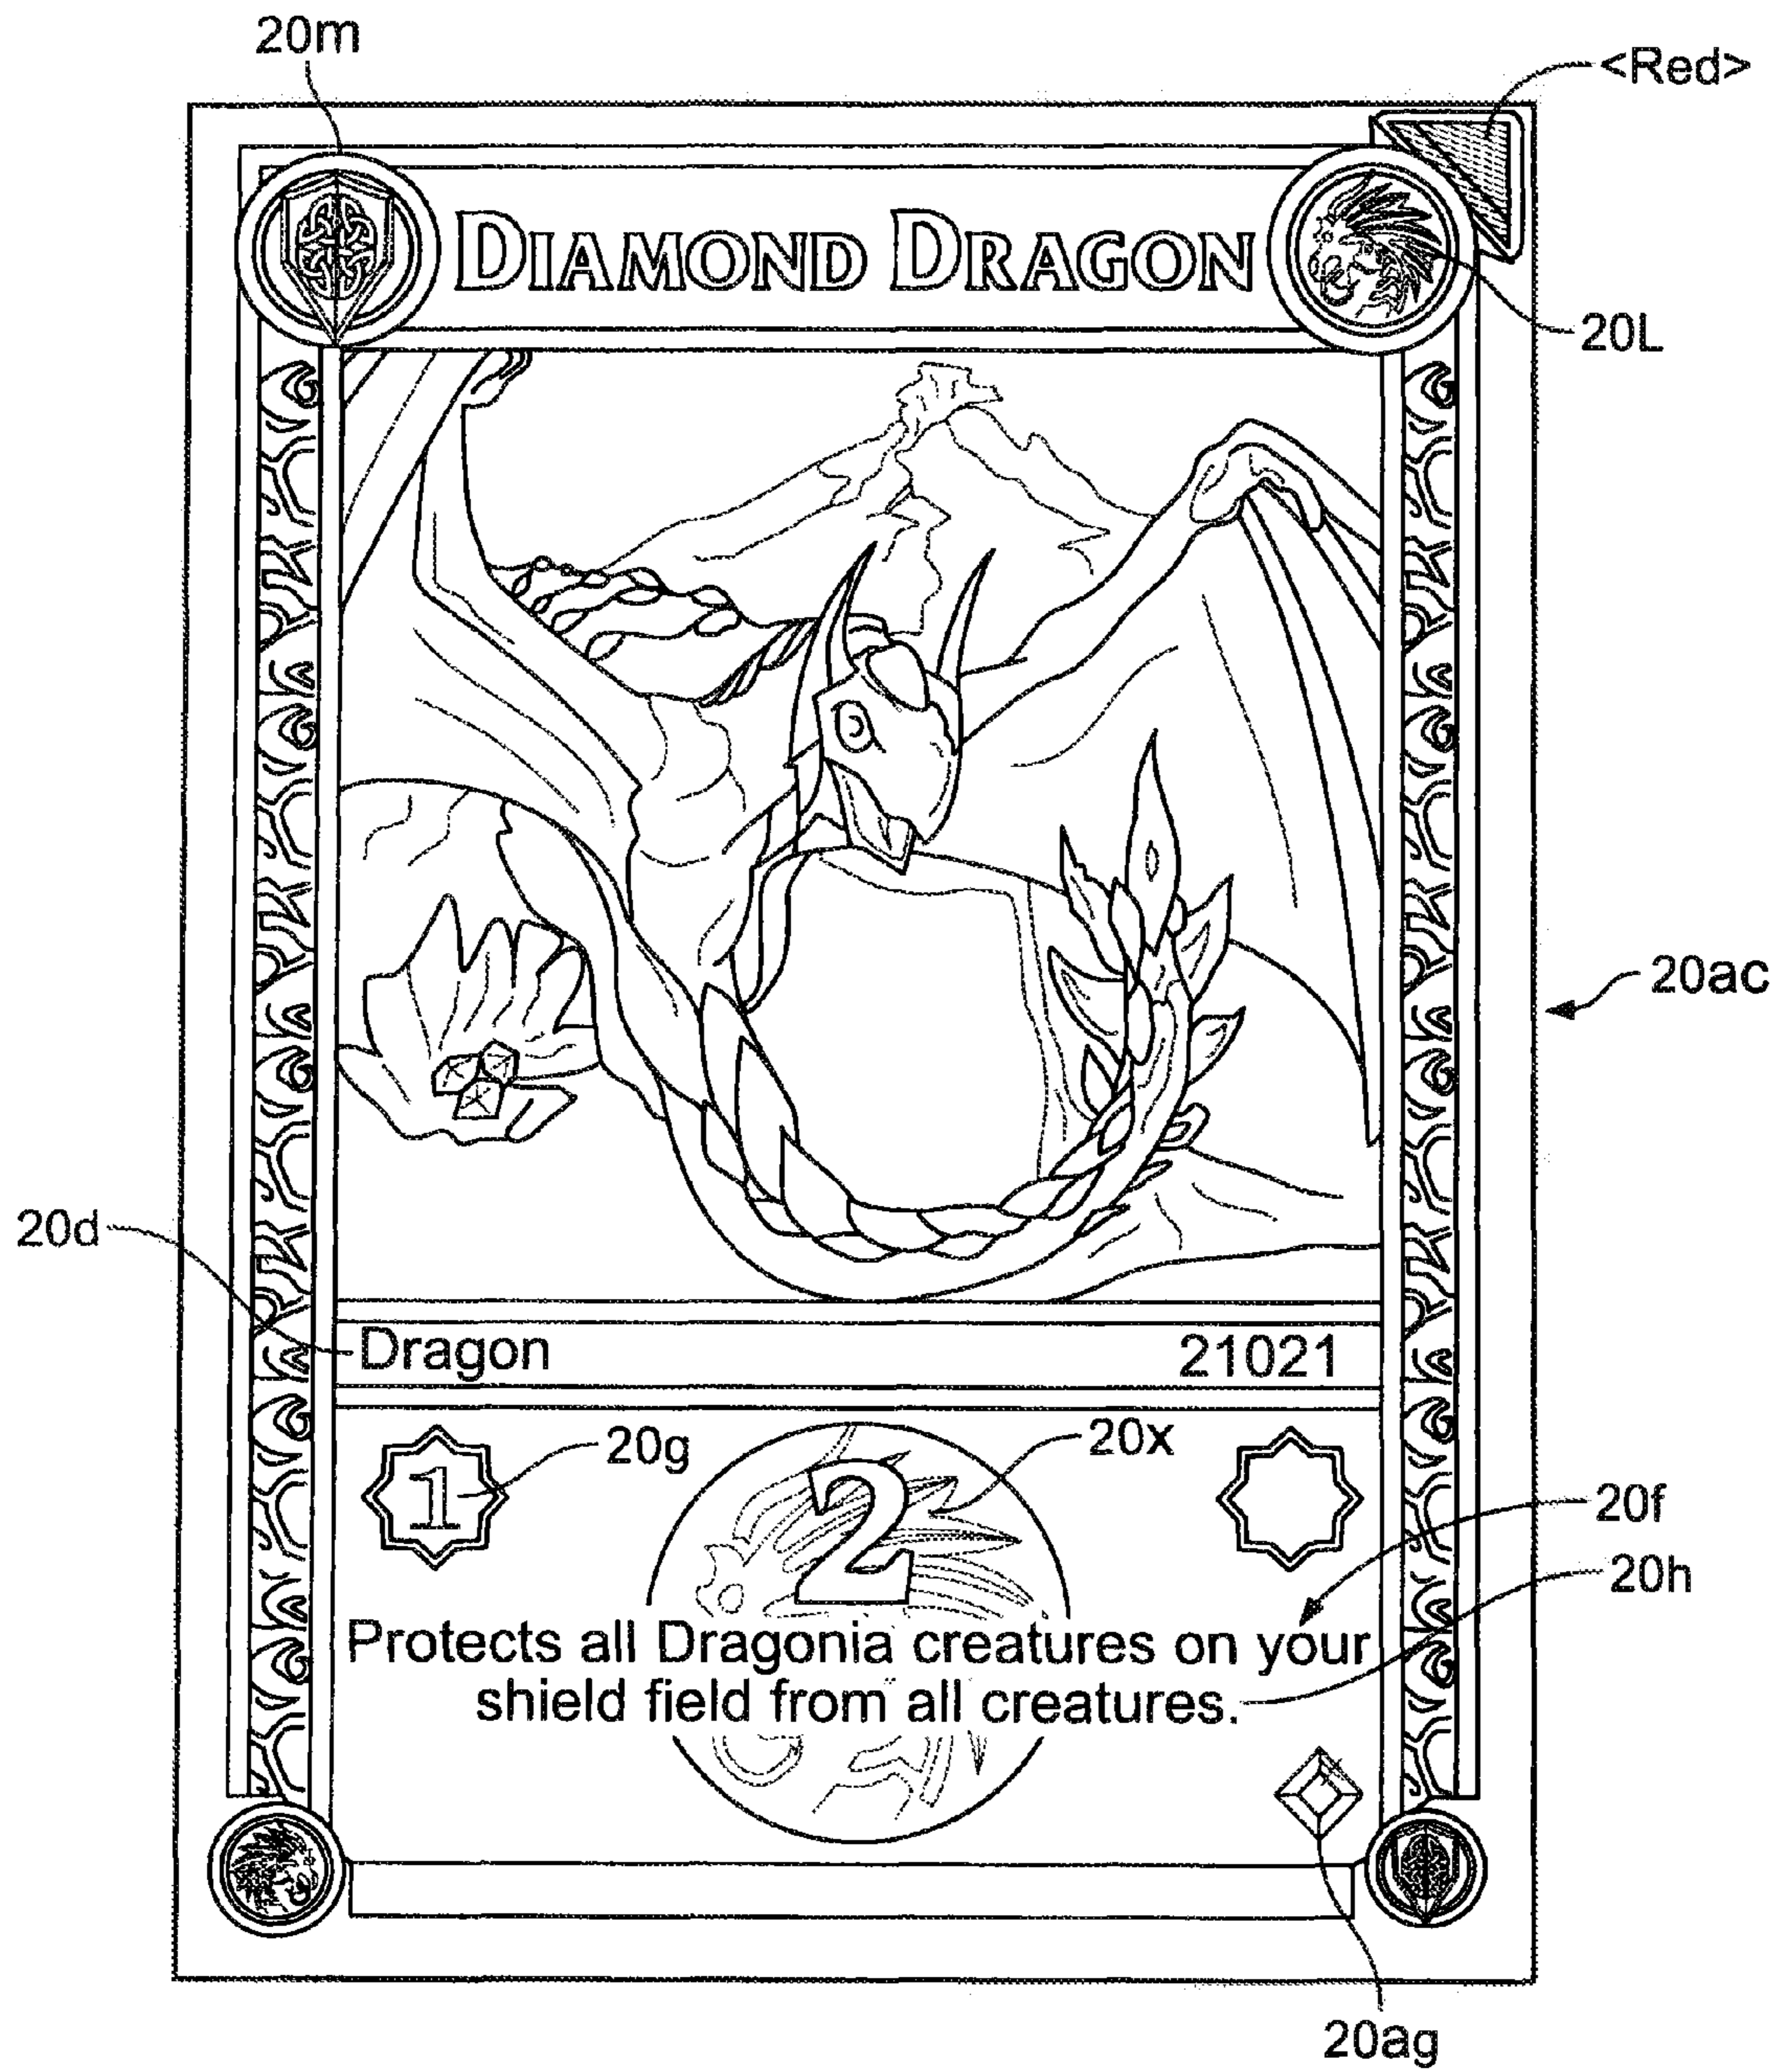 20m
<Red>
DIAMOND DRAGON
20L
20ac
20d
Dragon 21021
1 20g 2 20x
20f
20h
Protects all Dragonia creatures on your
shield field from all creatures.
20ag